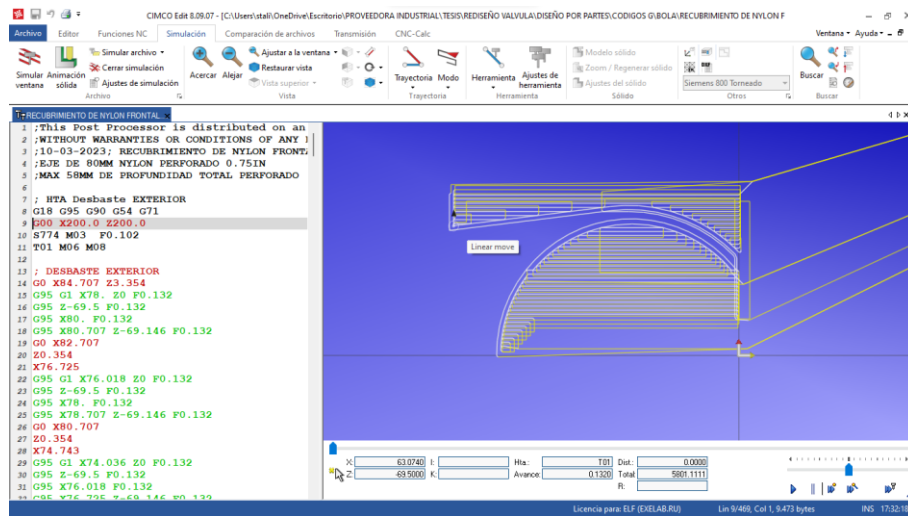 CIMCO Edit 8.09.07 - [C:\Users\stali\OneDrive\Escritorio\PROVEEDORA INDUSTRIAL\TESIS\REDISEÑO VALVULA\DISEÑO POR PARTES\CODIGOS G\BOLA\RECUBRIMIENTO DE NYLON F
Archivo Editor Funciones NC Simulación Comparación de archivos Transmisión CNC-Calc Ventana Ayuda
Simular ventana
Animación sólida
Simular archivo
Cerrar simulación
Ajustes de simulación
Archivo
Acercar Alejar
Ajustar a la ventana
Restaurar vista
Vista superior
Vista
Trayectoria Modo
Trayectoria
Herramienta
Ajustes de herramienta
Herramienta
Modelo sólido
Zoom / Regenerar sólido
Ajustes del sólido
Sólido
Siemens 800 Torneado
Otros
Buscar
Buscar
RECUBRIMIENTO DE NYLON FRONTAL
1 ;This Post Processor is distributed on an
2 ;WITHOUT WARRANTIES OR CONDITIONS OF ANY
3 ;10-03-2023; RECUBRIMIENTO DE NYLON FRONT
4 ;EJE DE 80MM NYLON PERFORADO 0.75IN
5 ;MAX 58MM DE PROFUNDIDAD TOTAL PERFORADO
6
7 ; HTA Desbaste EXTERIOR
8 G18 G95 G90 G54 G71
9 G00 X200.0 Z200.0
10 S774 M03 F0.102
11 T01 M06 M08
12
13 ; DESBASTE EXTERIOR
14 G0 X84.707 Z3.354
15 G95 G1 X78. Z0 F0.132
16 G95 Z-69.5 F0.132
17 G95 X80. F0.132
18 G95 X80.707 Z-69.146 F0.132
19 G0 X82.707
20 Z0.354
21 X76.725
22 G95 G1 X76.018 Z0 F0.132
23 G95 Z-69.5 F0.132
24 G95 X78. F0.132
25 G95 X78.707 Z-69.146 F0.132
26 G0 X80.707
27 Z0.354
28 X74.743
29 G95 G1 X74.036 Z0 F0.132
30 G95 Z-69.5 F0.132
31 G95 X76.018 F0.132
32 G95 X76.725 Z-69.146 F0.132
Linear move
X: 63.0740 I: Hta.: T01 Dist.: 0.0000
Z: -69.5000 K: Avance: 0.1320 Total: 5801.1111
R:
Licencia para: ELF (EXELAB.RU) Lin 9/469, Col 1, 9.473 bytes INS 17:32:18